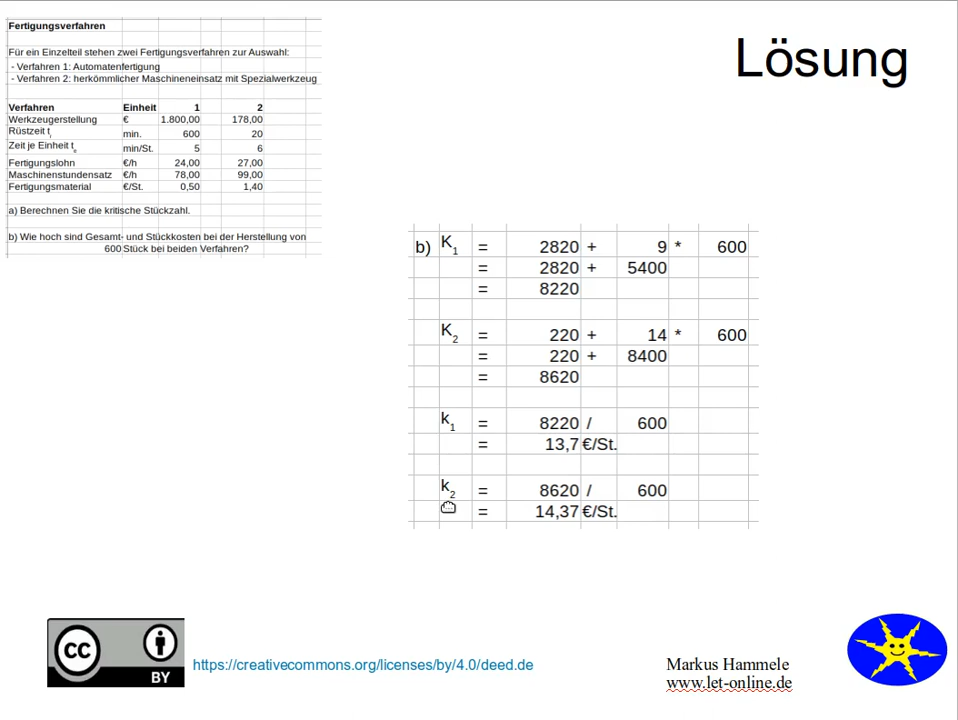 Fertigungsverfahren
Für ein Einzelteil stehen zwei Fertigungsverfahren zur Auswahl:
- Verfahren 1: Automatenfertigung
- Verfahren 2: herkömmlicher Maschineneinsatz mit Spezialwerkzeug
Verfahren Einheit 1 2
Werkzeugerstellung € 1.800,00 178,00
Rüstzeit tr min. 600 20
Zeit je Einheit te min/St. 5 6
Fertigungslohn €/h 24,00 27,00
Maschinenstundensatz €/h 78,00 99,00
Fertigungsmaterial €/St. 0,50 1,40
a) Berechnen Sie die kritische Stückzahl.
b) Wie hoch sind Gesamt- und Stückkosten bei der Herstellung von
600 Stück bei beiden Verfahren?
Lösung
b) K1 = 2820 + 9 * 600
= 2820 + 5400
= 8220
K2 = 220 + 14 * 600
= 220 + 8400
= 8620
k1 = 8220 / 600
= 13,7 €/St.
k2 = 8620 / 600
= 14,37 €/St.
CC BY
https://creativecommons.org/licenses/by/4.0/deed.de
Markus Hammele
www.let-online.de